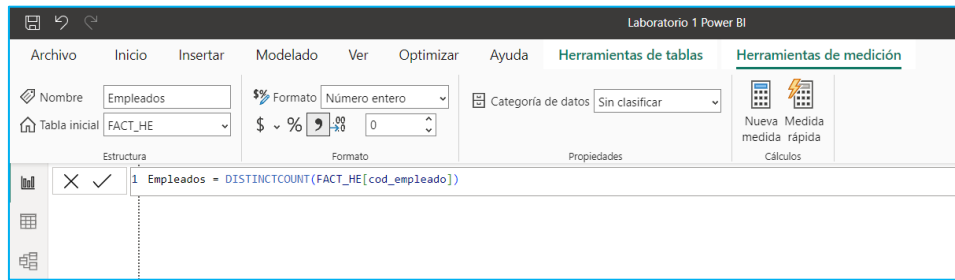 Laboratorio 1 Power BI
Archivo Inicio Insertar Modelado Ver Optimizar Ayuda Herramientas de tablas Herramientas de medición
Nombre Empleados $% Formato Número entero Categoría de datos Sin clasificar
Tabla inicial FACT_HE $ % 9 .00 0 Nueva medida Medida rápida
Estructura Formato Propiedades Cálculos
1 Empleados = DISTINCTCOUNT(FACT_HE[cod_empleado])